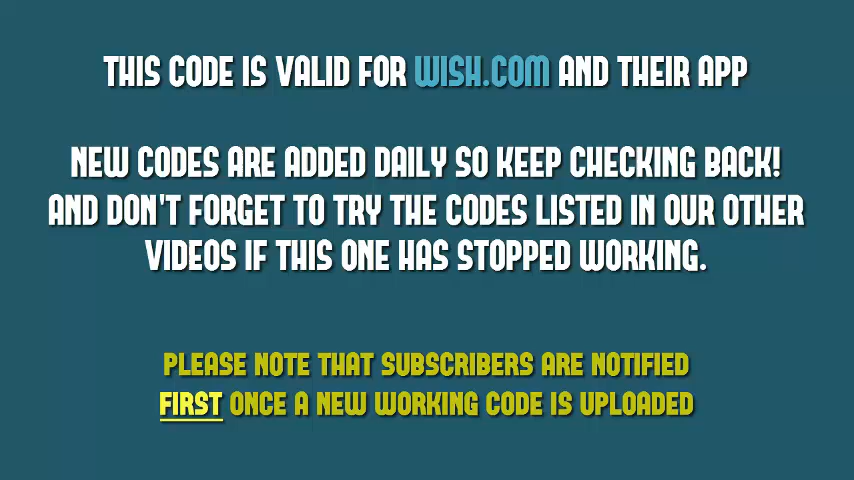 THIS CODE IS VALID FOR WISH.COM AND THEIR APP
NEW CODES ARE ADDED DAILY SO KEEP CHECKING BACK!
AND DON'T FORGET TO TRY THE CODES LISTED IN OUR OTHER
VIDEOS IF THIS ONE HAS STOPPED WORKING.
PLEASE NOTE THAT SUBSCRIBERS ARE NOTIFIED
FIRST ONCE A NEW WORKING CODE IS UPLOADED